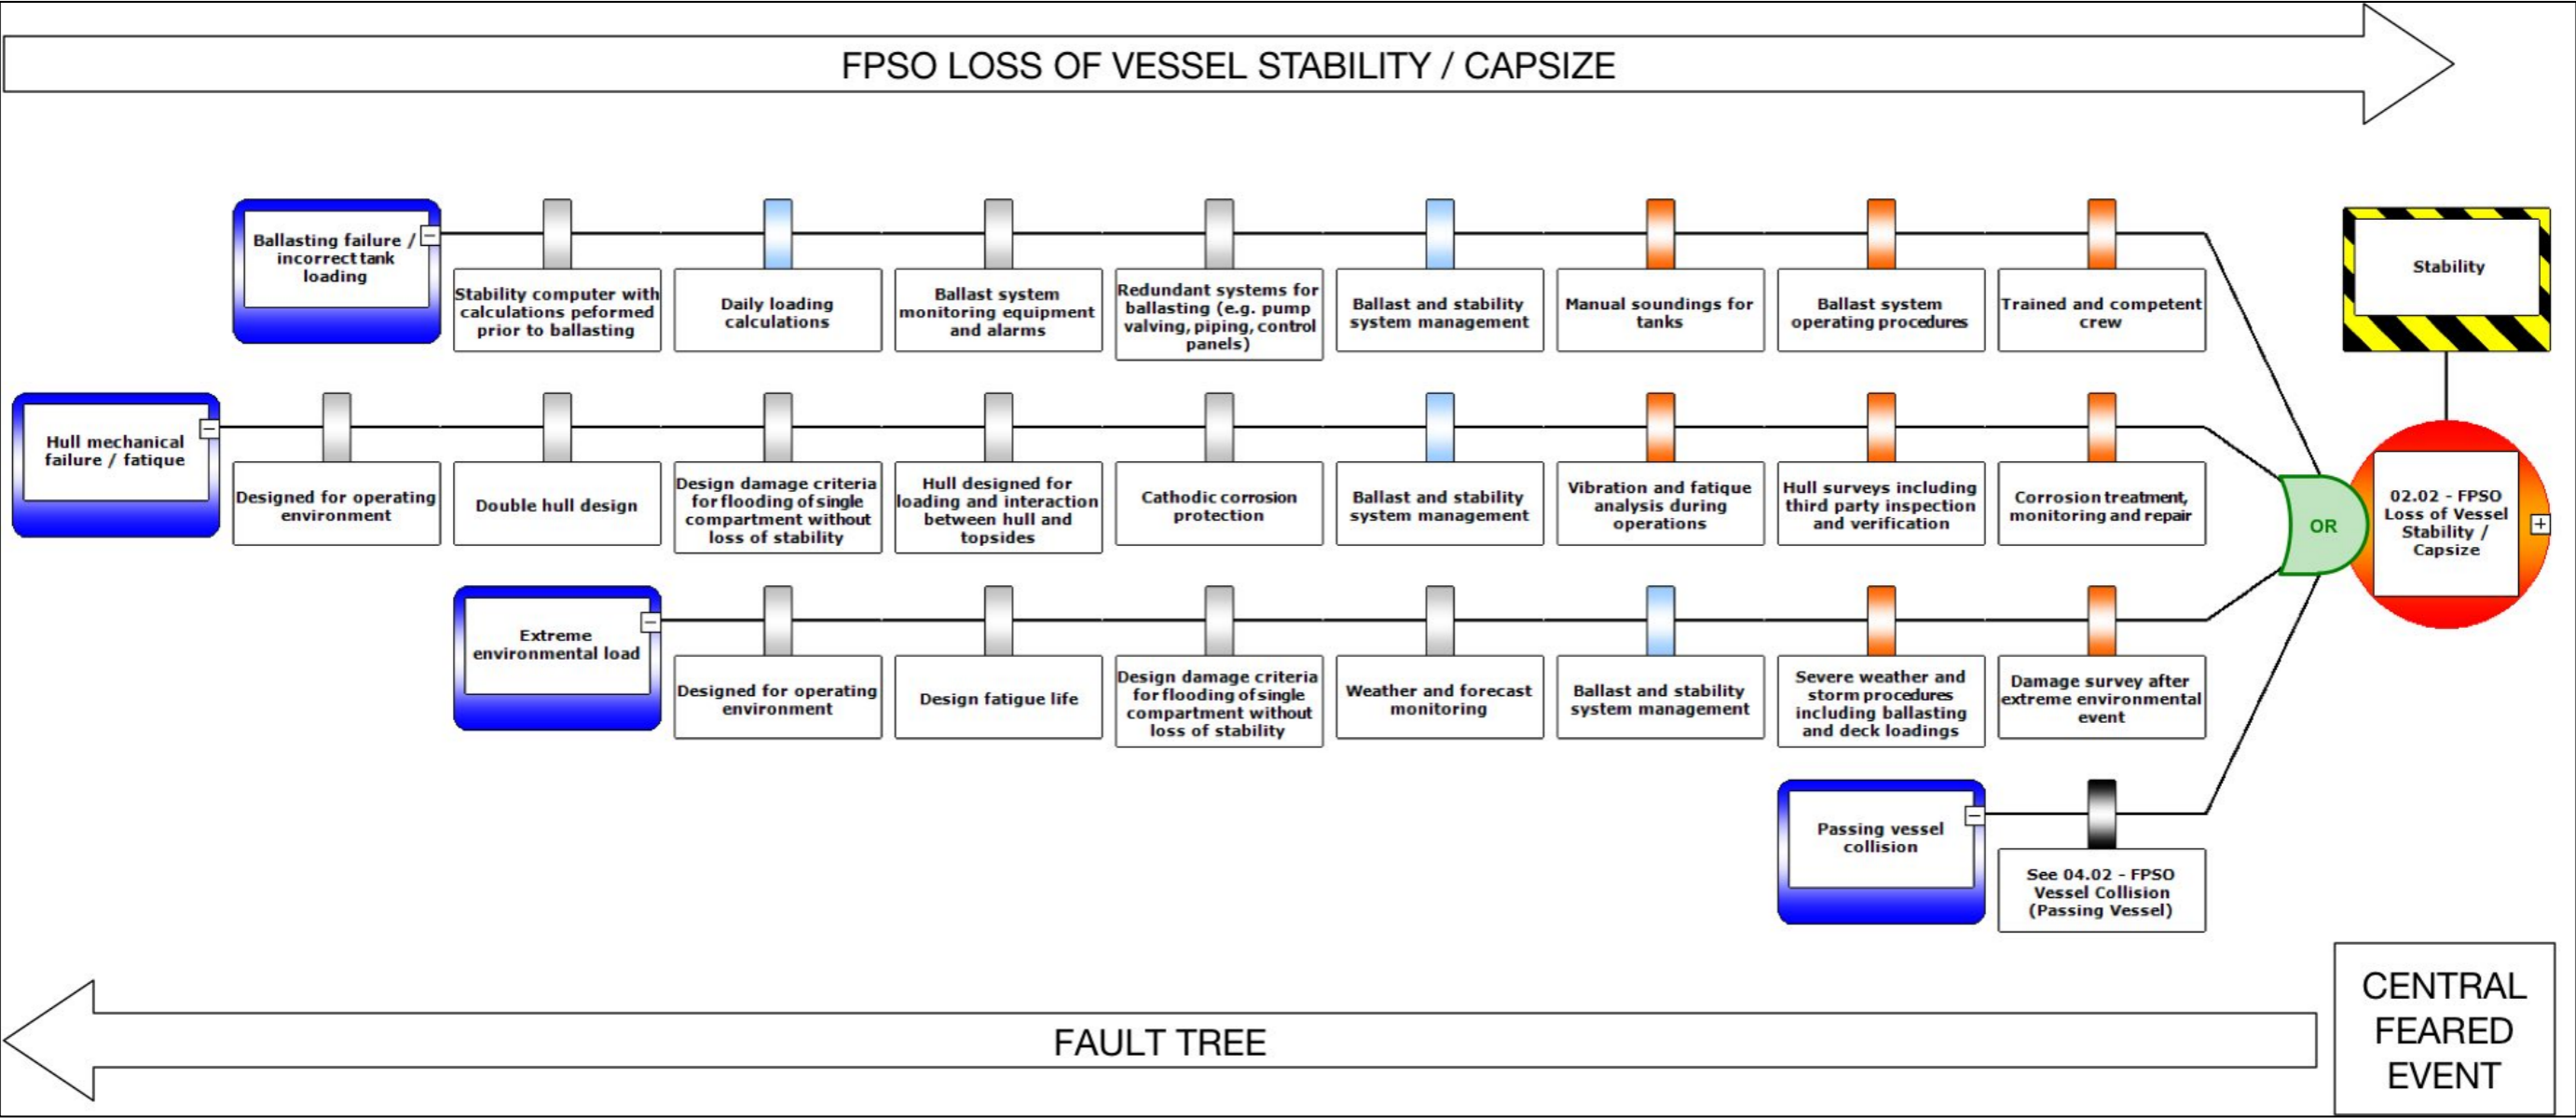 FPSO LOSS OF VESSEL STABILITY / CAPSIZE
Ballasting failure /
incorrect tank
loading
Stability computer with
calculations peformed
prior to ballasting
Daily loading
calculations
Ballast system
monitoring equipment
and alarms
Redundant systems for
ballasting (e.g. pump
valving, piping, control
panels)
Ballast and stability
system management
Manual soundings for
tanks
Ballast system
operating procedures
Trained and competent
crew
Stability
Hull mechanical
failure / fatique
Designed for operating
environment
Double hull design
Design damage criteria
for flooding of single
compartment without
loss of stability
Hull designed for
loading and interaction
between hull and
topsides
Cathodic corrosion
protection
Ballast and stability
system management
Vibration and fatique
analysis during
operations
Hull surveys including
third party inspection
and verification
Corrosion treatment,
monitoring and repair
OR
02.02 - FPSO
Loss of Vessel
Stability /
Capsize
Extreme
environmental load
Designed for operating
environment
Design fatigue life
Design damage criteria
for flooding of single
compartment without
loss of stability
Weather and forecast
monitoring
Ballast and stability
system management
Severe weather and
storm procedures
including ballasting
and deck loadings
Damage survey after
extreme environmental
event
Passing vessel
collision
See 04.02 - FPSO
Vessel Collision
(Passing Vessel)
FAULT TREE
CENTRAL
FEARED
EVENT